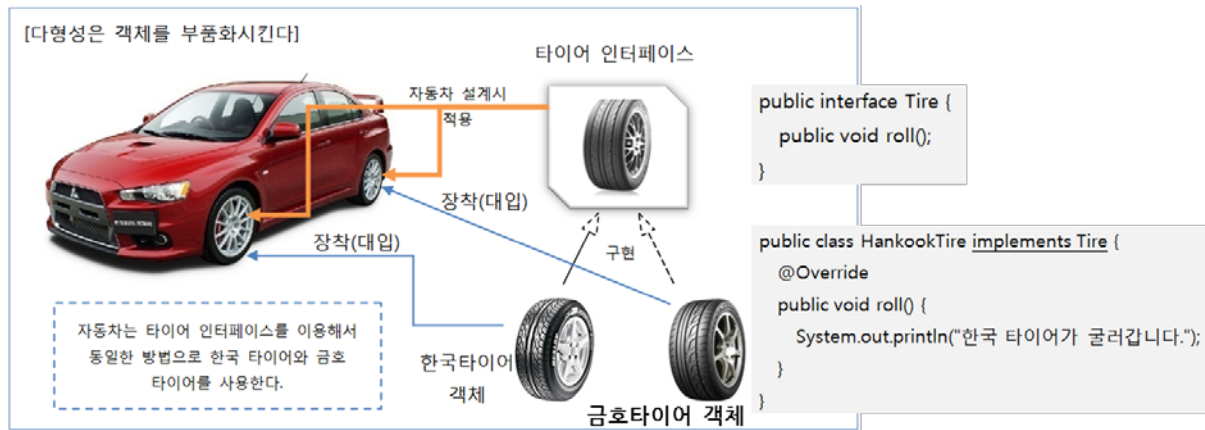 [다형성은 객체를 부품화시킨다]
타이어 인터페이스
자동차 설계시
적용
장착(대입)
장착(대입)
구현
한국타이어
객체
금호타이어 객체
자동차는 타이어 인터페이스를 이용해서
동일한 방법으로 한국 타이어와 금호
타이어를 사용한다.
public interface Tire {
public void roll();
}
public class HankookTire implements Tire {
@Override
public void roll() {
System.out.println("한국 타이어가 굴러갑니다.");
}
}